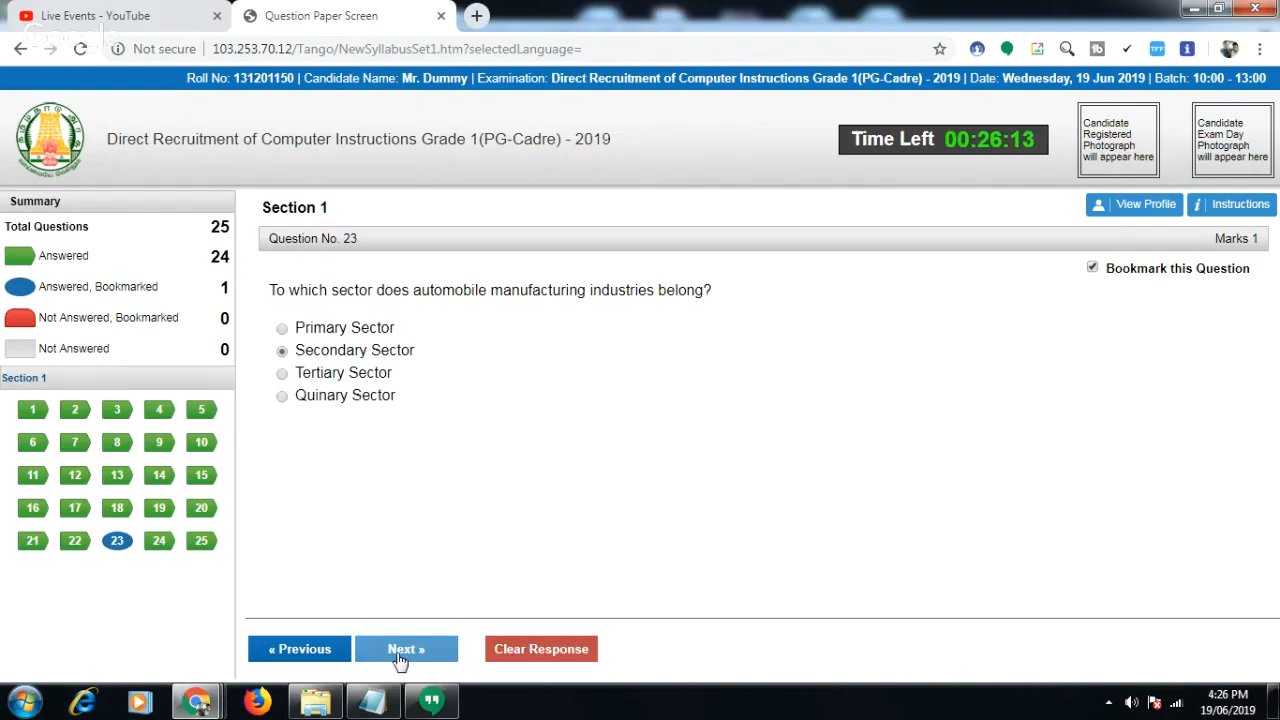 Live Events - YouTube
Question Paper Screen
Google
Not secure | 103.253.70.12/Tango/NewSyllabusSet1.htm?selectedLanguage=
Roll No: 131201150 | Candidate Name: Mr. Dummy | Examination: Direct Recruitment of Computer Instructions Grade 1(PG-Cadre) - 2019 | Date: Wednesday, 19 Jun 2019 | Batch: 10:00 - 13:00
Direct Recruitment of Computer Instructions Grade 1(PG-Cadre) - 2019
Time Left 00:26:13
Candidate
Registered
Photograph
will appear here
Candidate
Exam Day
Photograph
will appear here
Summary
Total Questions 25
Answered 24
Answered, Bookmarked 1
Not Answered, Bookmarked 0
Not Answered 0
Section 1
1 2 3 4 5
6 7 8 9 10
11 12 13 14 15
16 17 18 19 20
21 22 23 24 25
Section 1
View Profile
Instructions
Question No. 23 Marks 1
Bookmark this Question
To which sector does automobile manufacturing industries belong?
Primary Sector
Secondary Sector
Tertiary Sector
Quinary Sector
« Previous
Next »
Clear Response
4:26 PM
19/06/2019